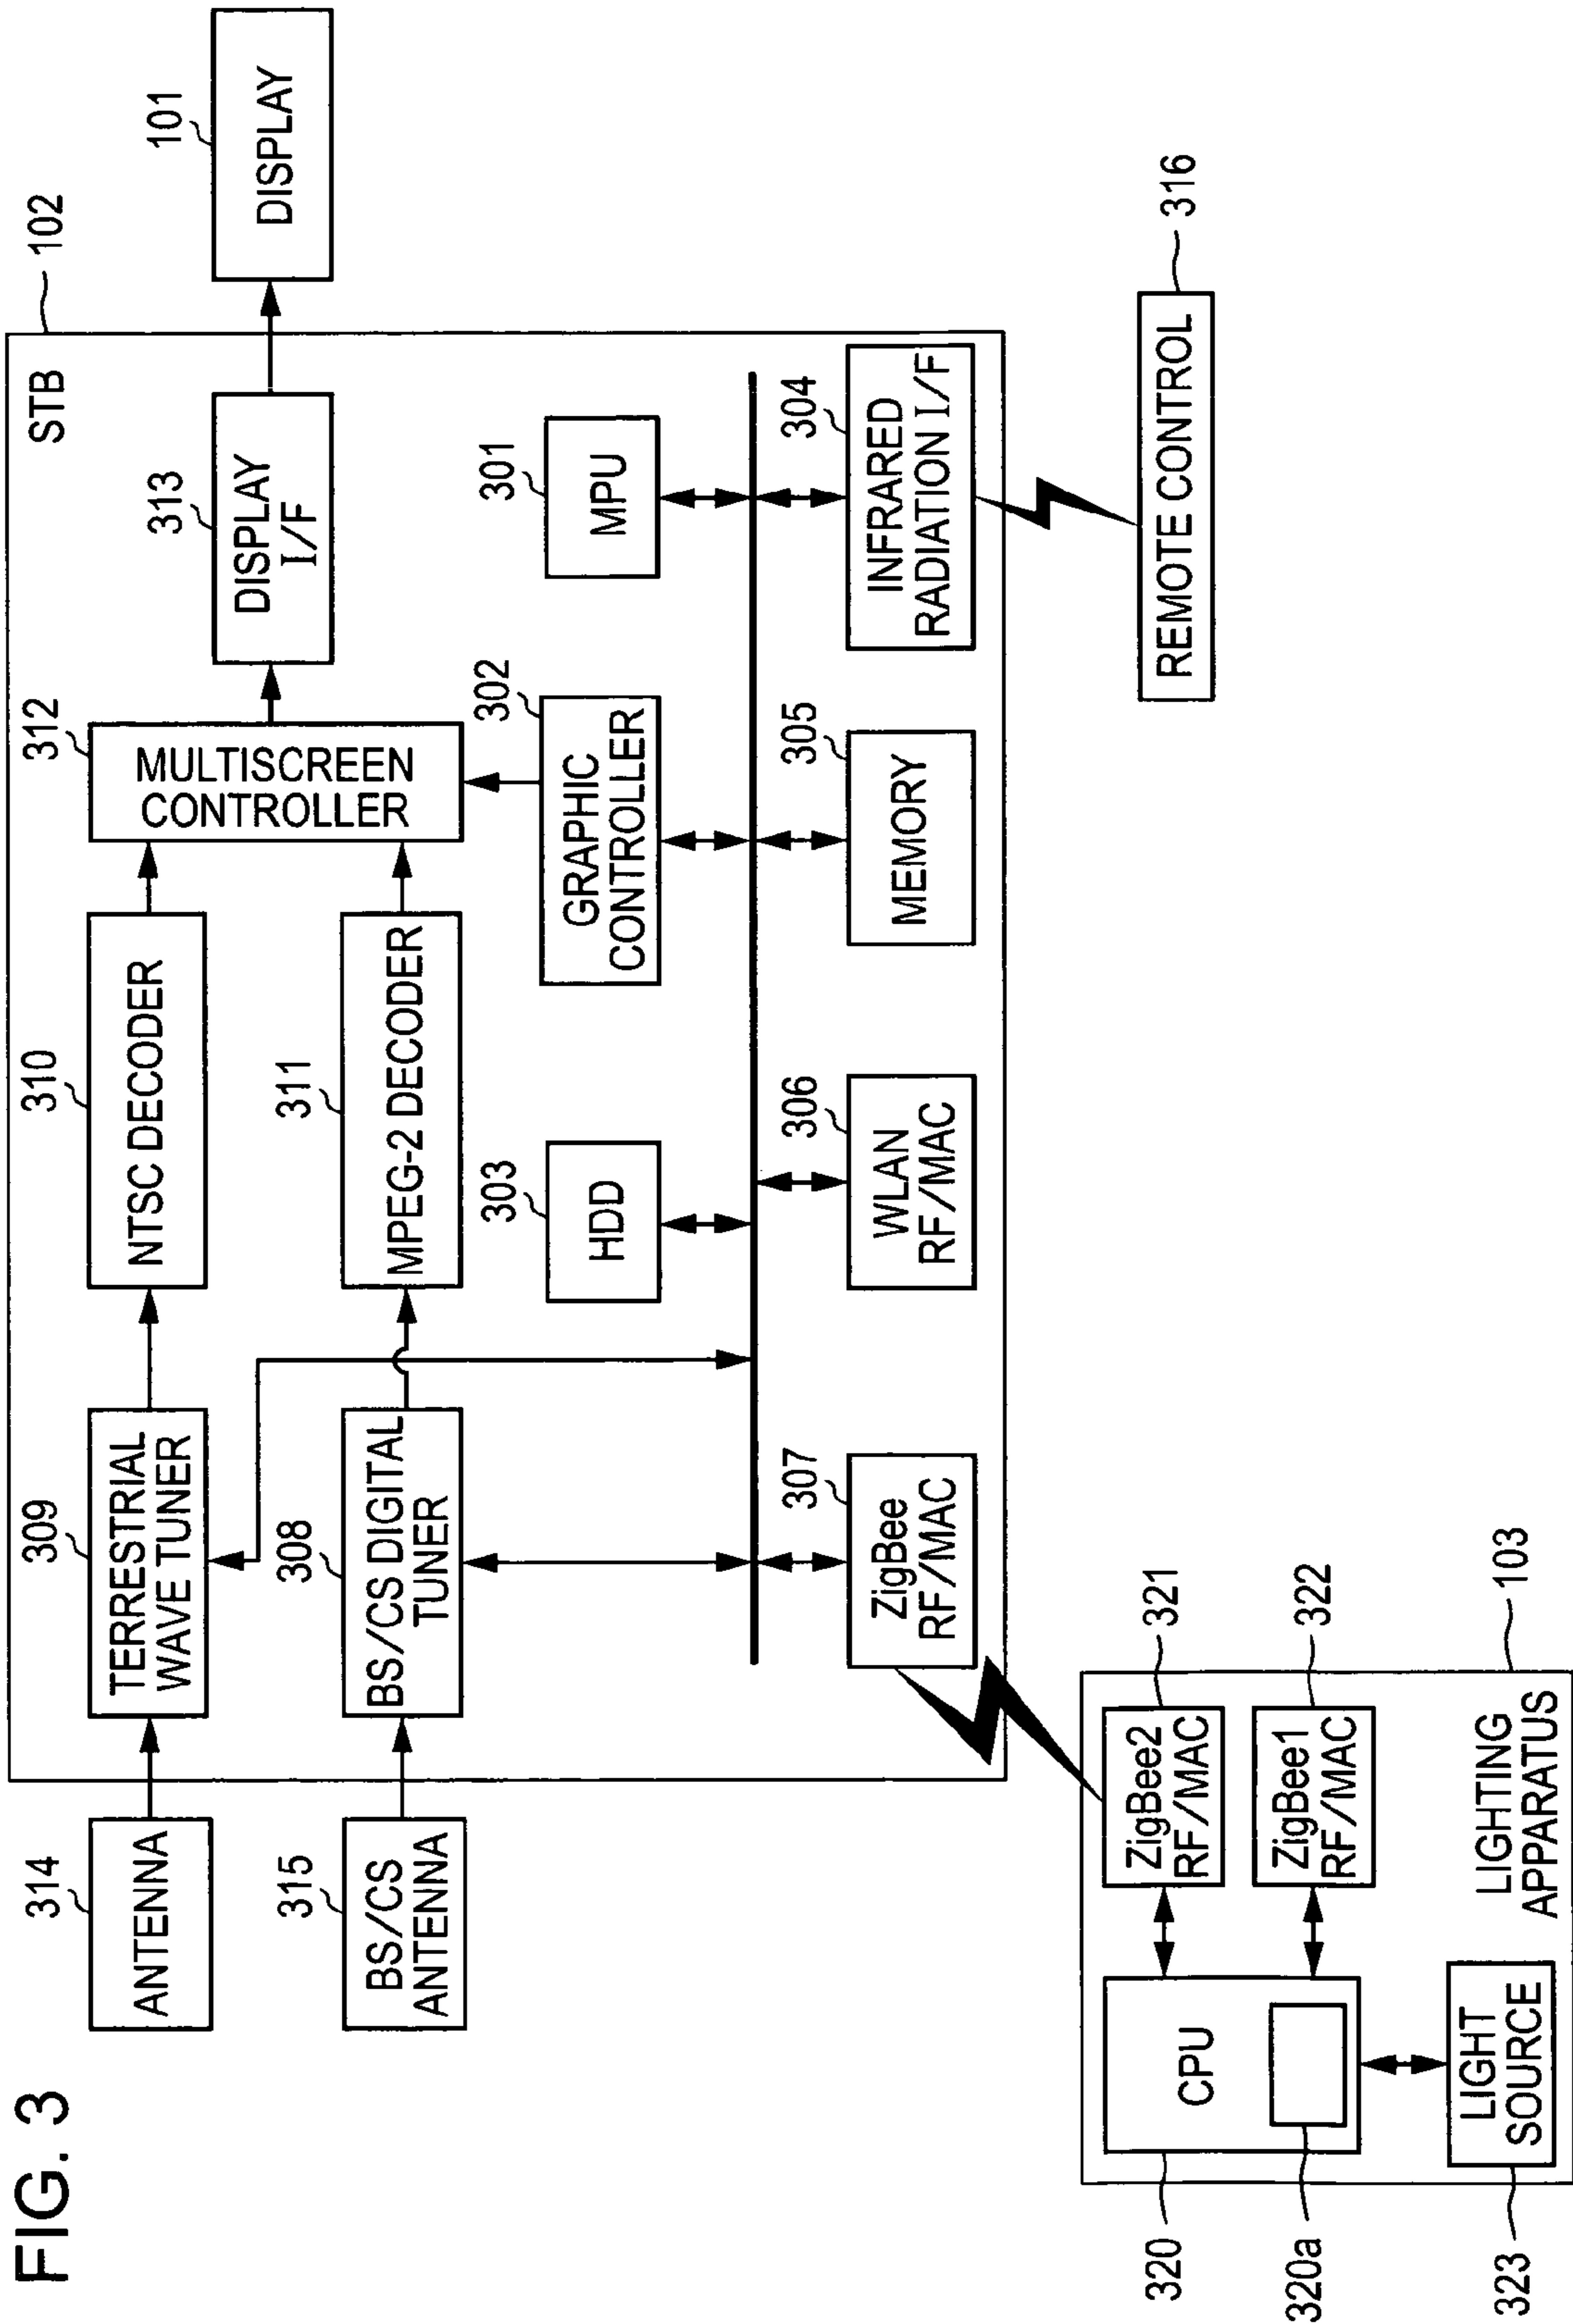 FIG. 3
314
ANTENNA
309
TERRESTRIAL
WAVE TUNER
310
NTSC DECODER
312
MULTISCREEN
CONTROLLER
313
DISPLAY
I/F
STB
102
101
DISPLAY
315
BS/CS
ANTENNA
308
BS/CS DIGITAL
TUNER
311
MPEG-2 DECODER
303
HDD
302
GRAPHIC
CONTROLLER
301
MPU
307
ZigBee
RF/MAC
306
WLAN
RF/MAC
305
MEMORY
304
INFRARED
RADIATION I/F
REMOTE CONTROL
316
320
CPU
320a
ZigBee2
RF/MAC
321
ZigBee1
RF/MAC
322
323
LIGHT
SOURCE
LIGHTING
APPARATUS
103